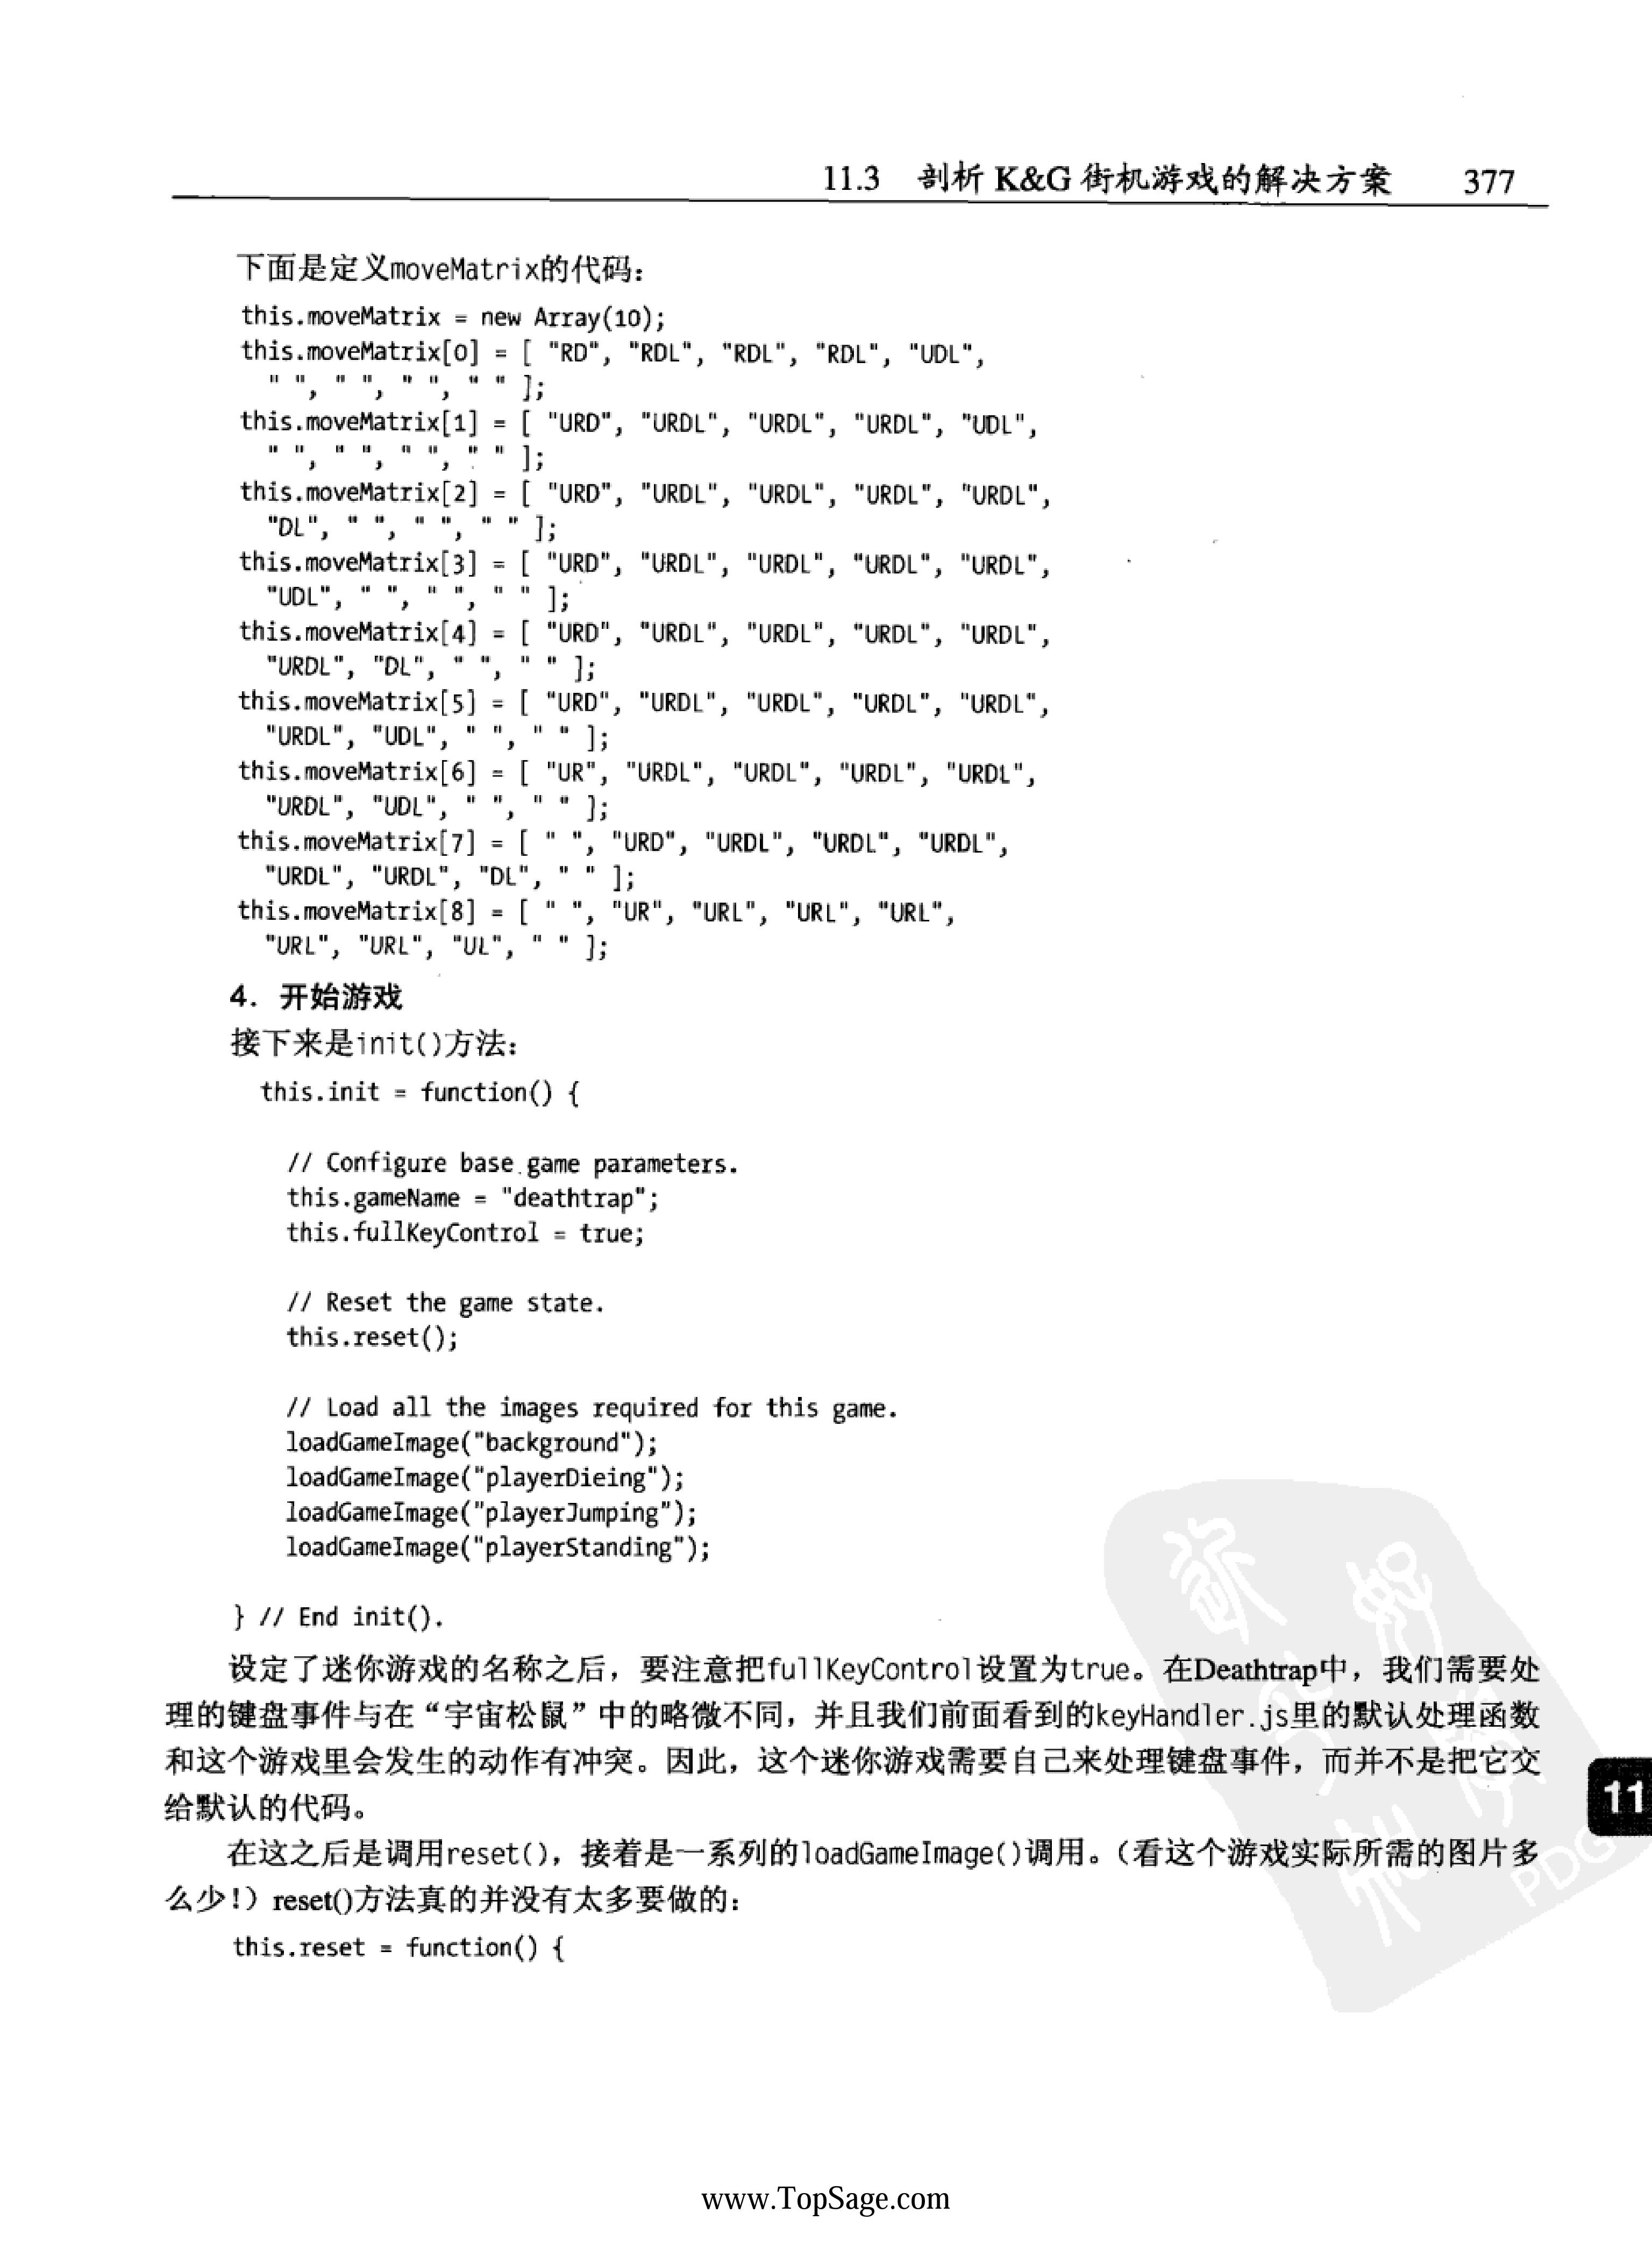 11.3 剖析 K&G 街机游戏的解决方案 377
下面是定义moveMatrix的代码：
this.moveMatrix = new Array(10);
this.moveMatrix[0] = [ "RD", "RDL", "RDL", "RDL", "UDL",
" ", " ", " ", " " ];
this.moveMatrix[1] = [ "URD", "URDL", "URDL", "URDL", "UDL",
" ", " ", " ", " " ];
this.moveMatrix[2] = [ "URD", "URDL", "URDL", "URDL", "URDL",
"DL", " ", " ", " " ];
this.moveMatrix[3] = [ "URD", "URDL", "URDL", "URDL", "URDL",
"UDL", " ", " ", " " ];
this.moveMatrix[4] = [ "URD", "URDL", "URDL", "URDL", "URDL",
"URDL", "DL", " ", " " ];
this.moveMatrix[5] = [ "URD", "URDL", "URDL", "URDL", "URDL",
"URDL", "UDL", " ", " " ];
this.moveMatrix[6] = [ "UR", "URDL", "URDL", "URDL", "URDL",
"URDL", "UDL", " ", " " ];
this.moveMatrix[7] = [ " ", "URD", "URDL", "URDL", "URDL",
"URDL", "URDL", "DL", " " ];
this.moveMatrix[8] = [ " ", "UR", "URL", "URL", "URL",
"URL", "URL", "UL", " " ];
4. 开始游戏
接下来是init()方法：
this.init = function() {
// Configure base game parameters.
this.gameName = "deathtrap";
this.fullKeyControl = true;
// Reset the game state.
this.reset();
// Load all the images required for this game.
loadGameImage("background");
loadGameImage("playerDieing");
loadGameImage("playerJumping");
loadGameImage("playerStanding");
} // End init().
设定了迷你游戏的名称之后，要注意把fullKeyControl设置为true。在Deathtrap中，我们需要处
理的键盘事件与在“宇宙松鼠”中的略微不同，并且我们前面看到的keyHandler.js里的默认处理函数
和这个游戏里会发生的动作有冲突。因此，这个迷你游戏需要自己来处理键盘事件，而并不是把它交
给默认的代码。
11
在这之后是调用reset()，接着是一系列的loadGameImage()调用。（看这个游戏实际所需的图片多
么少！）reset()方法真的并没有太多要做的：
this.reset = function() {
PDG
www.TopSage.com